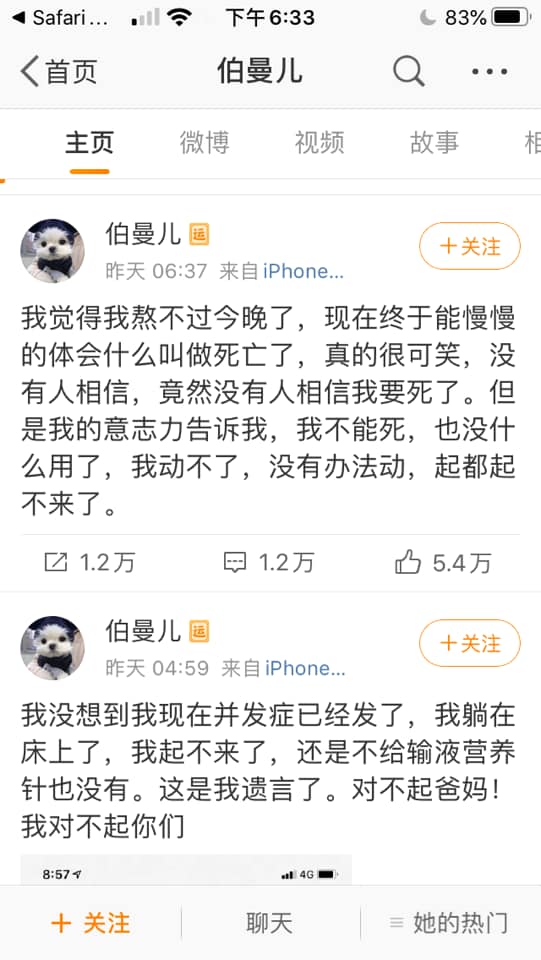 ◀ Safari... 下午6:33 83%
首页 伯曼儿
主页 微博 视频 故事
伯曼儿 运
昨天 06:37 来自 iPhone...
+关注
我觉得我熬不过今晚了，现在终于能慢慢
的体会什么叫做死亡了，真的很可笑，没
有人相信，竟然没有人相信我要死了。但
是我的意志力告诉我，我不能死，也没什
么用了，我动不了，没有办法动，起都起
不来了。
1.2万 1.2万 5.4万
伯曼儿 运
昨天 04:59 来自 iPhone...
+关注
我没想到我现在并发症已经发了，我躺在
床上了，我起不来了，还是不给输液营养
针也没有。这是我遗言了。对不起爸妈！
我对不起你们
8:57 4G
+ 关注 聊天 她的热门